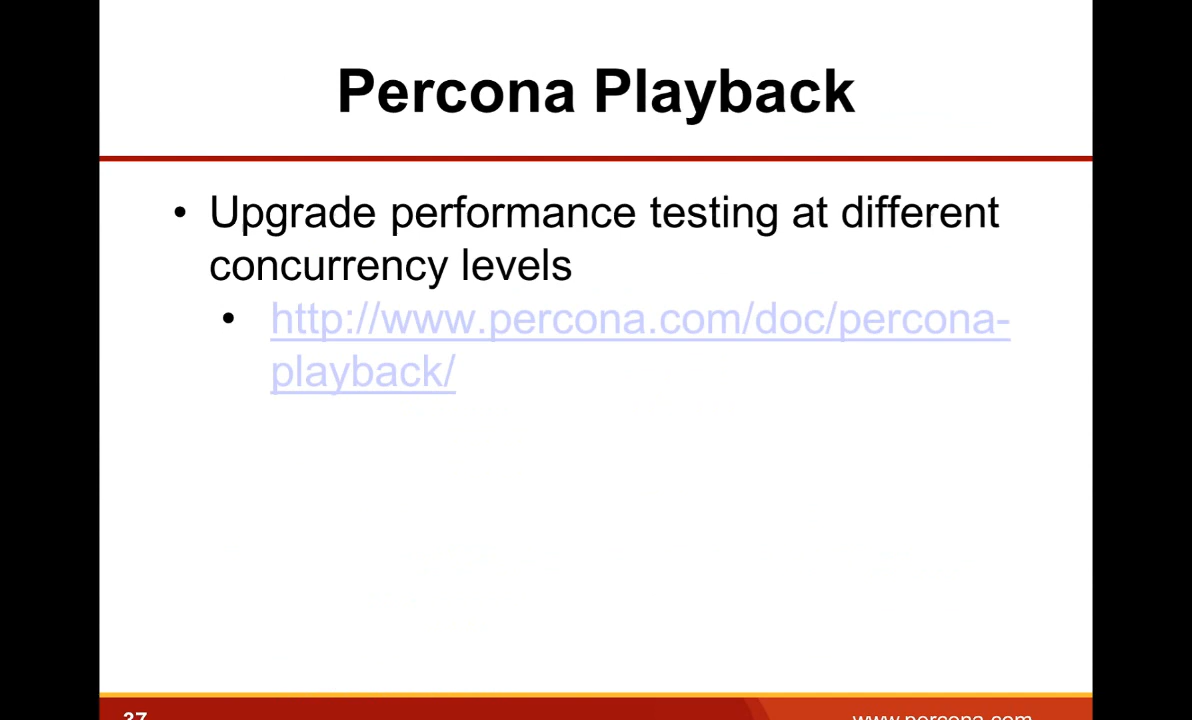 Percona Playback
• Upgrade performance testing at different
concurrency levels
• http://www.percona.com/doc/percona-
playback/
27
www.percona.com